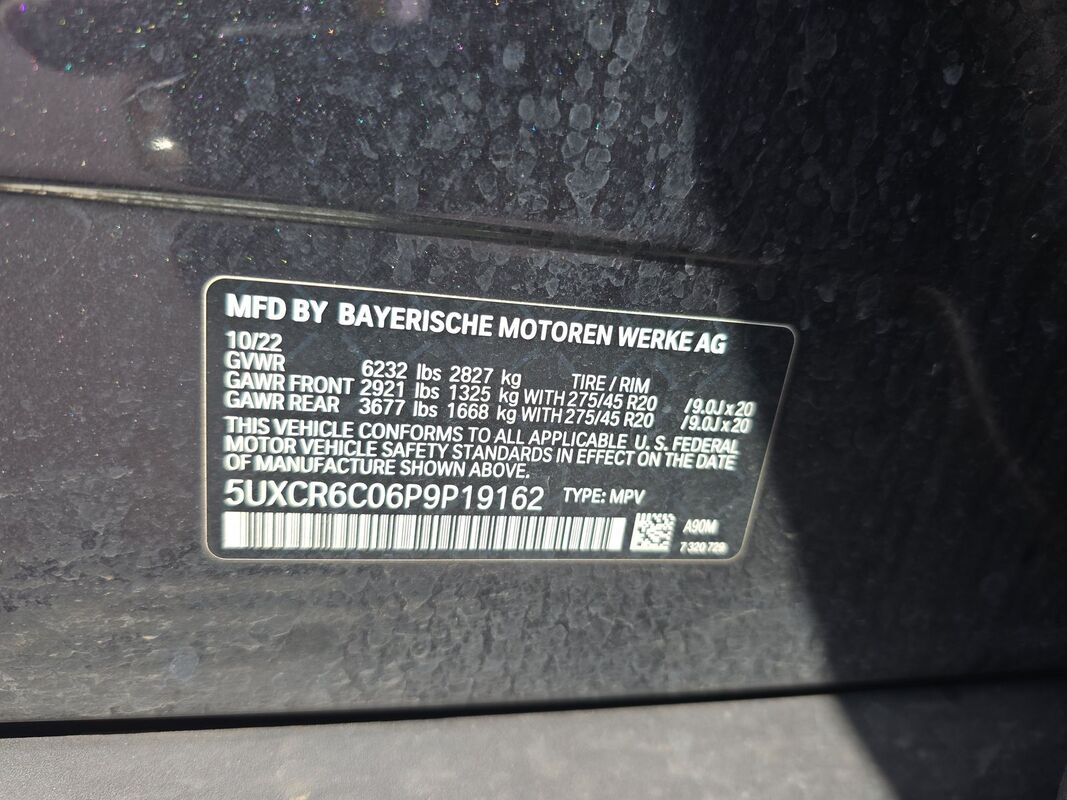 MFD BY BAYERISCHE MOTOREN WERKE AG
10/22
GVWR 6232 lbs 2827 kg TIRE / RIM
GAWR FRONT 2921 lbs 1325 kg WITH 275/45 R20 /9.0J x 20
GAWR REAR 3677 lbs 1668 kg WITH 275/45 R20 /9.0J x 20
THIS VEHICLE CONFORMS TO ALL APPLICABLE U.S. FEDERAL
MOTOR VEHICLE SAFETY STANDARDS IN EFFECT ON THE DATE
OF MANUFACTURE SHOWN ABOVE.
5UXCR6C06P9P19162 TYPE: MPV
A90M
7 320 729